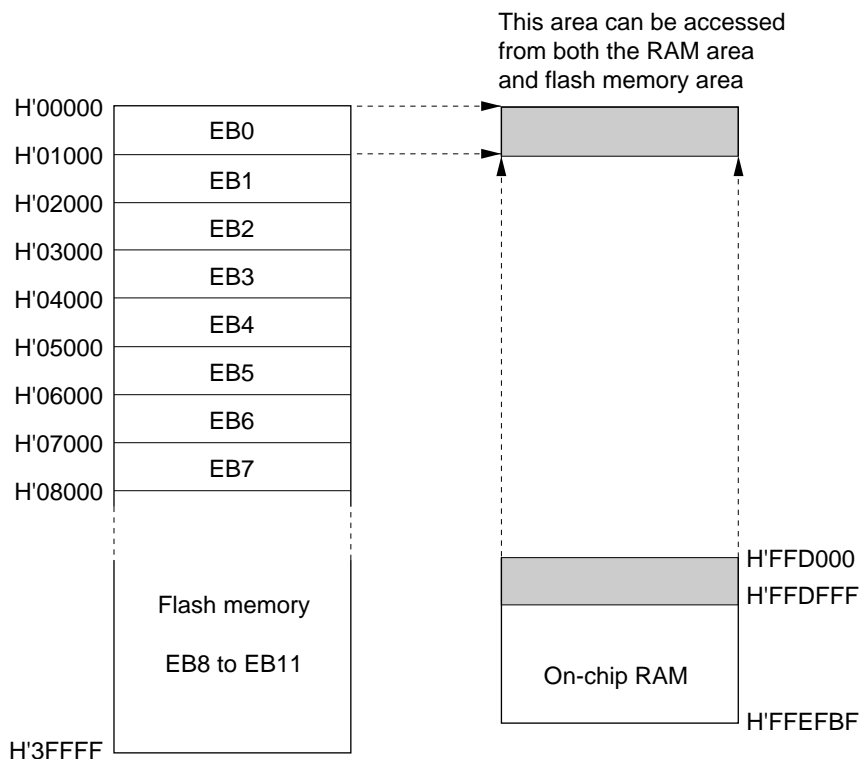 This area can be accessed
from both the RAM area
and flash memory area
H'00000
EB0
H'01000
EB1
H'02000
EB2
H'03000
EB3
H'04000
EB4
H'05000
EB5
H'06000
EB6
H'07000
EB7
H'08000
H'FFD000
H'FFDFFF
Flash memory
EB8 to EB11
On-chip RAM
H'FFEFBF
H'3FFFF